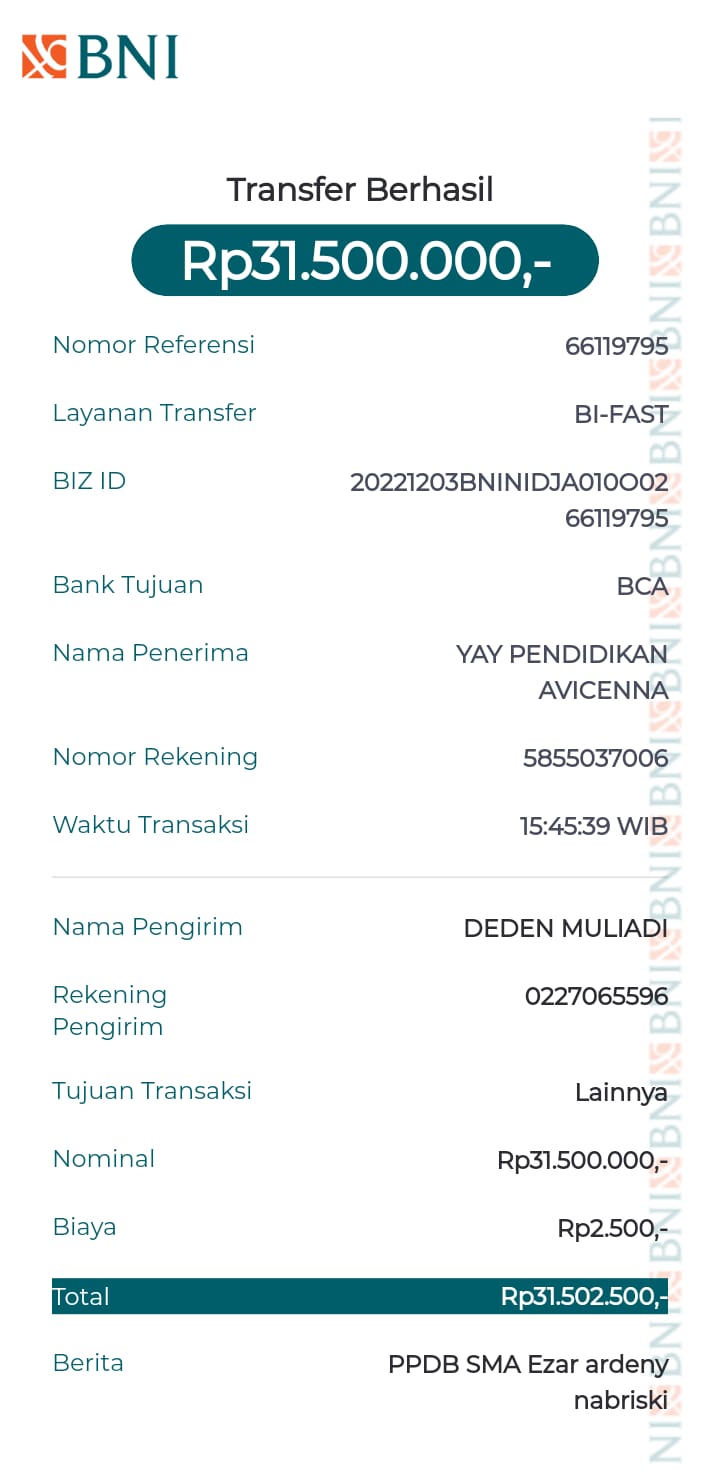 BNI
Transfer Berhasil
Rp31.500.000,-
Nomor Referensi 66119795
Layanan Transfer BI-FAST
BIZ ID 20221203BNINIDJA010O02
66119795
Bank Tujuan BCA
Nama Penerima YAY PENDIDIKAN
AVICENNA
Nomor Rekening 5855037006
Waktu Transaksi 15:45:39 WIB
Nama Pengirim DEDEN MULIADI
Rekening 0227065596
Pengirim
Tujuan Transaksi Lainnya
Nominal Rp31.500.000,-
Biaya Rp2.500,-
Total Rp31.502.500,-
Berita PPDB SMA Ezar ardeny
nabriski
BNI BNI BNI BNI BNI BNI BNI BNI BNI BNI